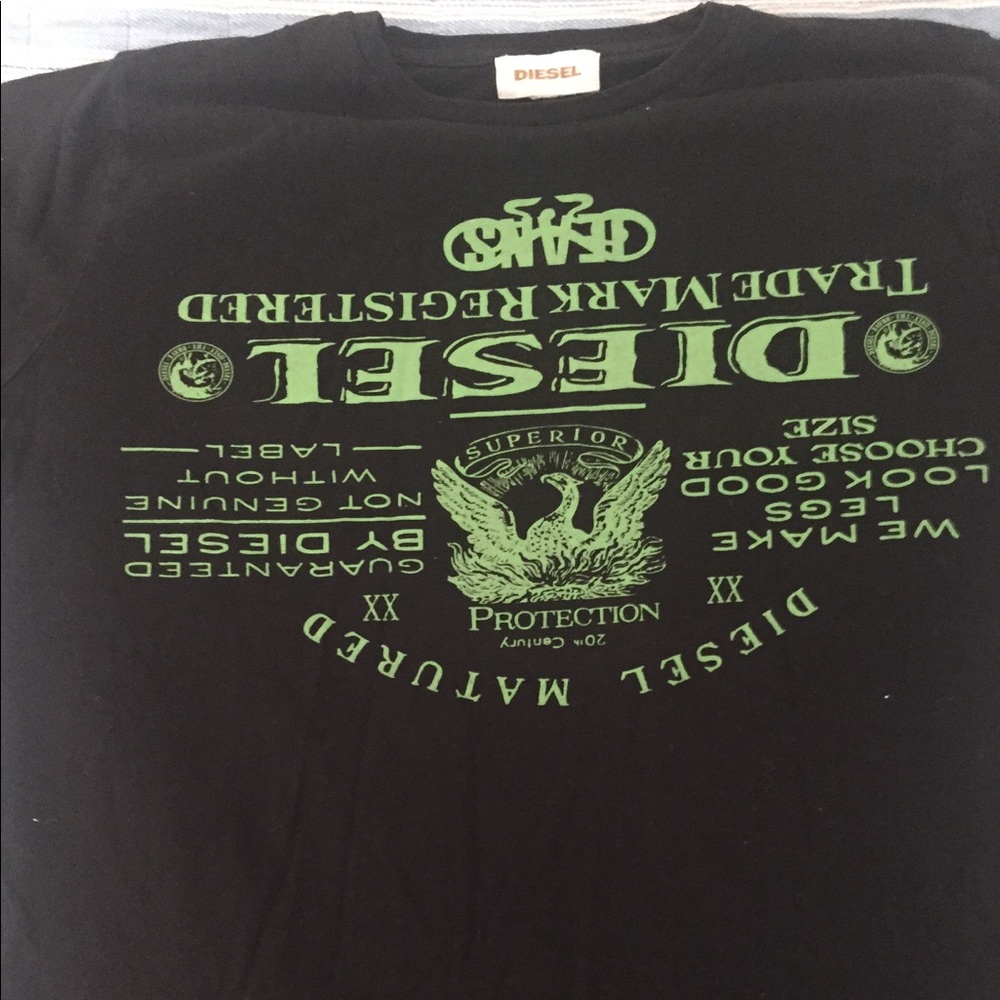 DIESEL
DIESEL MATURED
20th Century
XX
XX
PROTECTION
SUPERIOR
WE MAKE
LEGS
LOOK GOOD
CHOOSE YOUR
SIZE
GUARANTEED
BY DIESEL
NOT GENUINE
WITHOUT
LABEL
DIESEL
TRADE MARK REGISTERED
JEANS